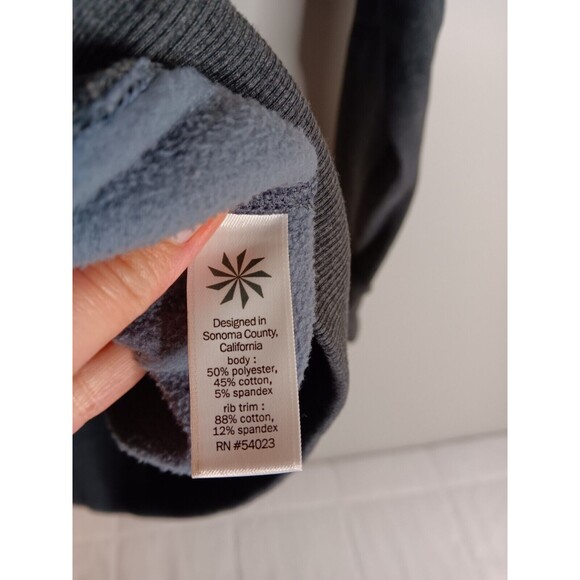 Designed in
Sonoma County,
California
body :
50% polyester,
45% cotton,
5% spandex
rib trim :
88% cotton,
12% spandex
RN #54023